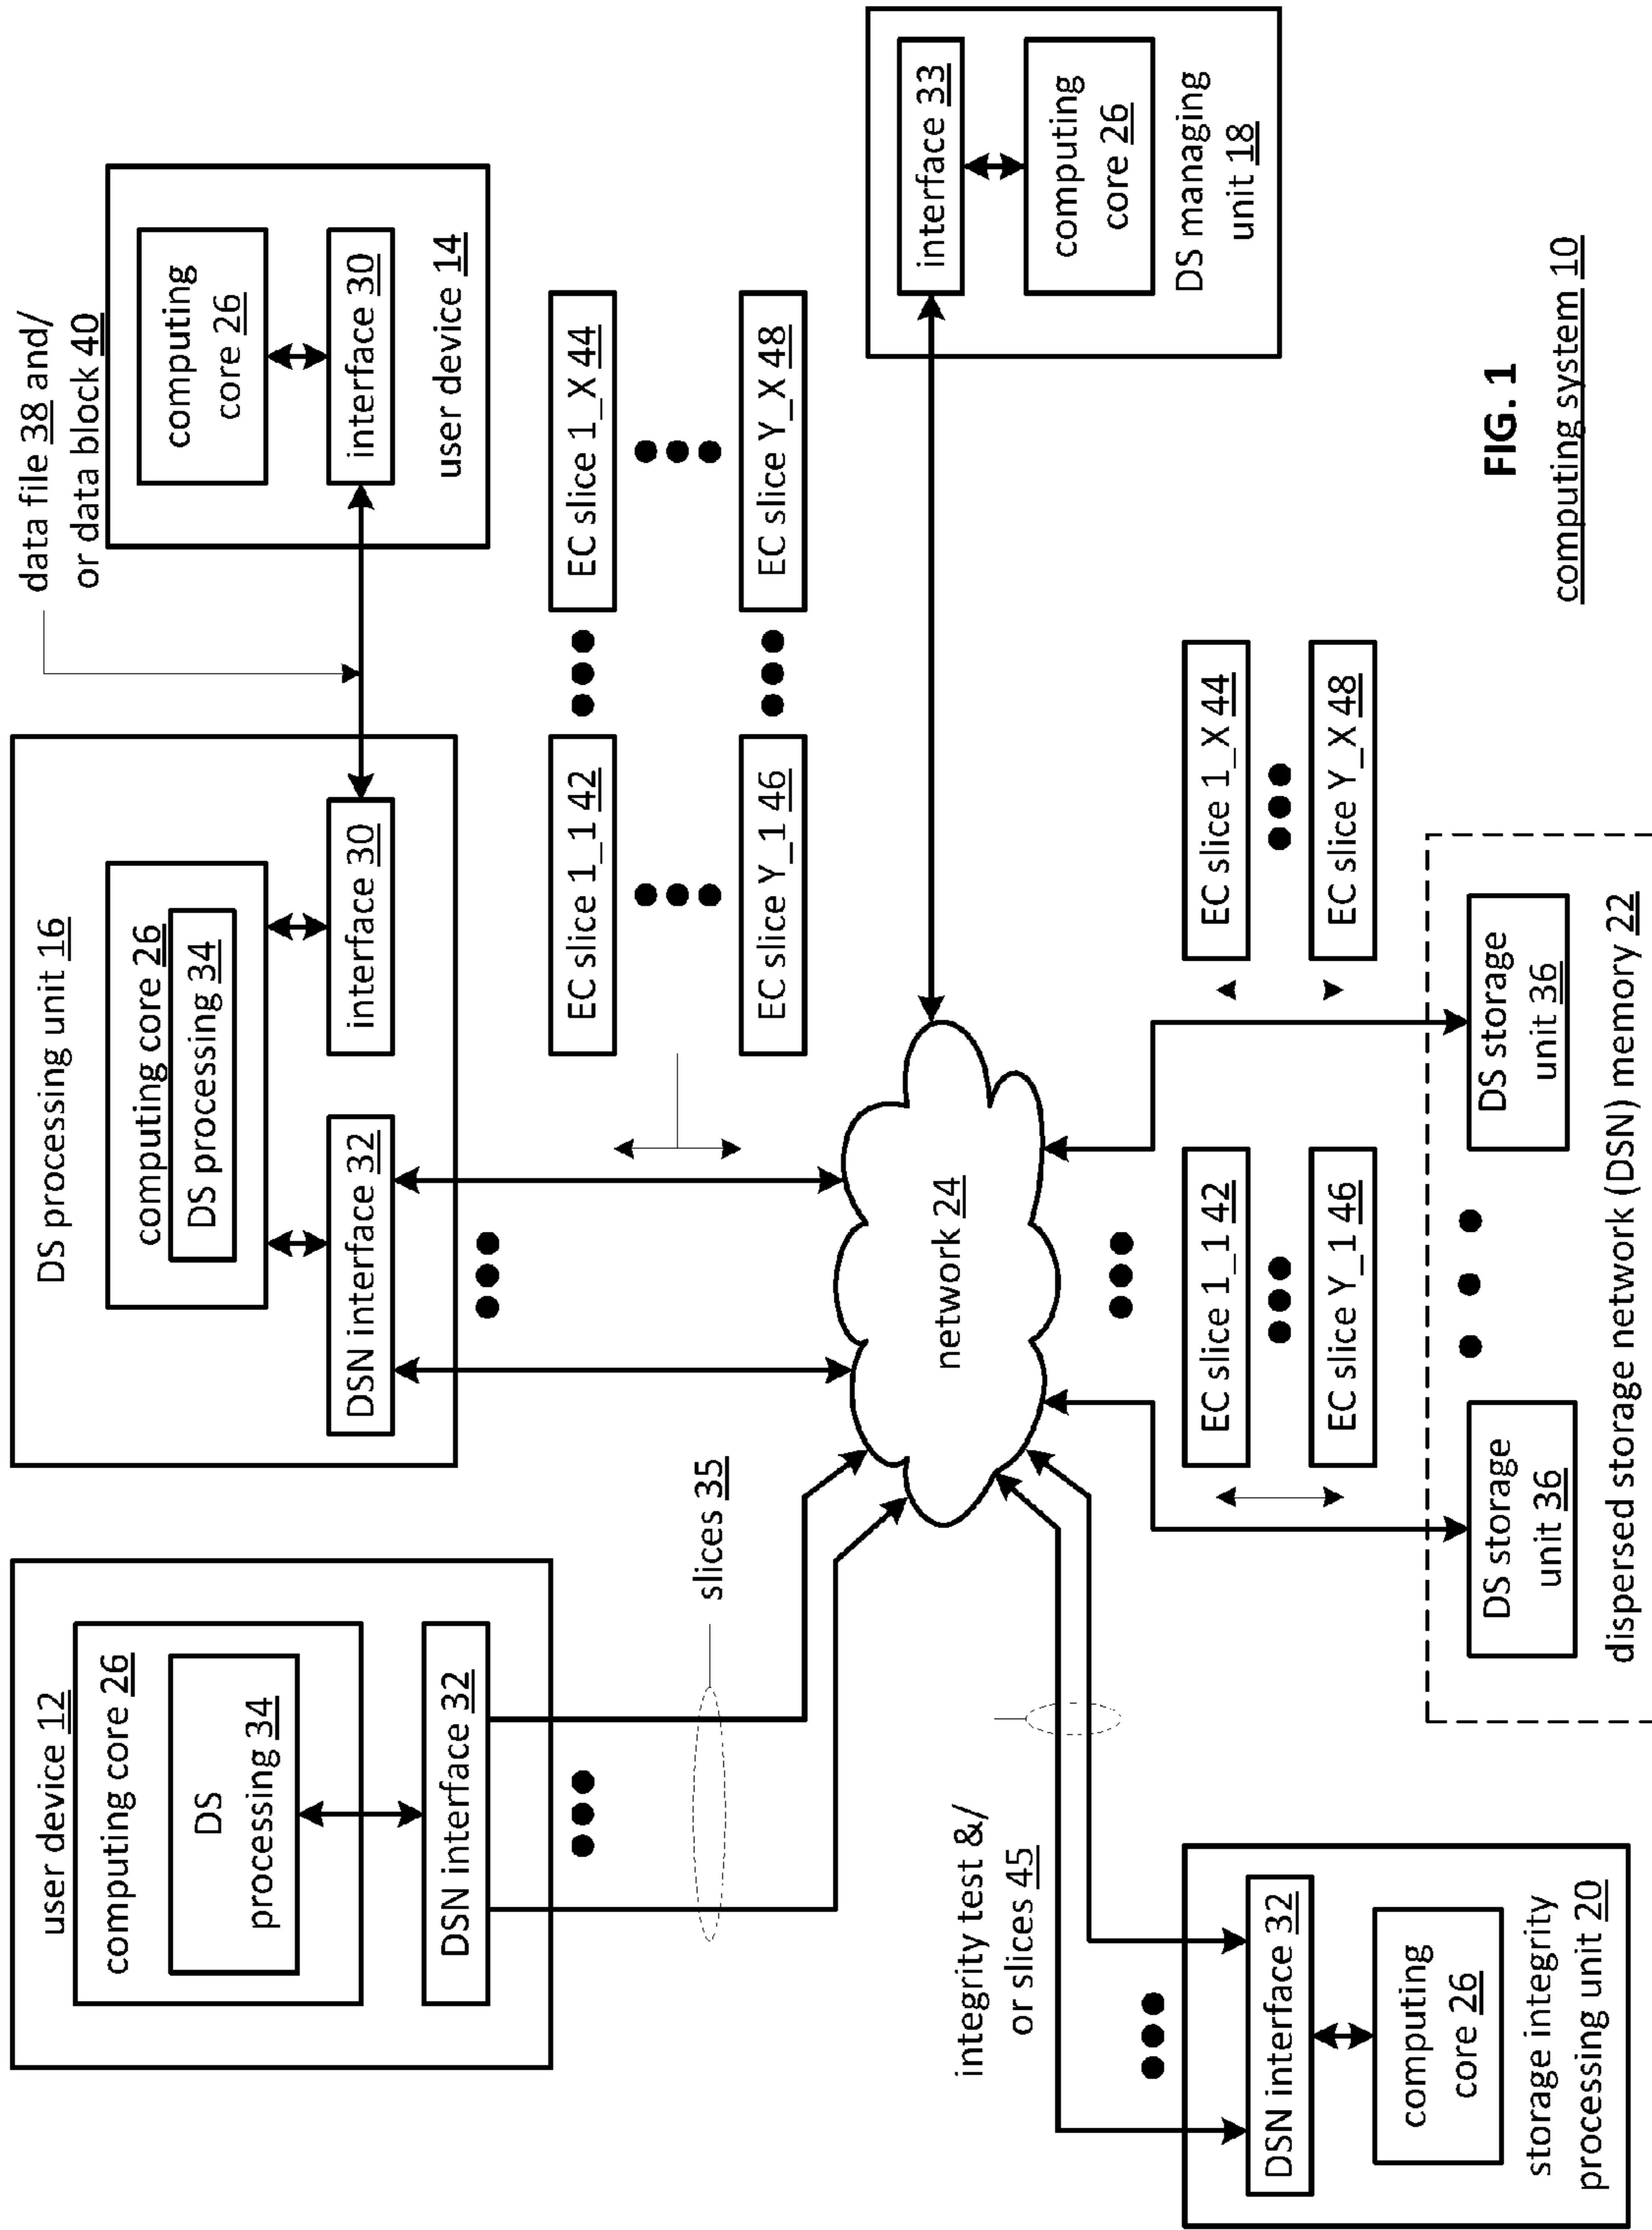 user device 12
computing core 26
DS
processing 34
DSN interface 32
DS processing unit 16
computing core 26
DS processing 34
DSN interface 32
interface 30
data file 38 and/
or data block 40
computing
core 26
interface 30
user device 14
slices 35
EC slice 1_1 42
EC slice 1_X 44
EC slice Y_1 46
EC slice Y_X 48
network 24
interface 33
computing
core 26
DS managing
unit 18
integrity test &/
or slices 45
DSN interface 32
computing
core 26
storage integrity
processing unit 20
EC slice 1_1 42
EC slice Y_1 46
EC slice 1_X 44
EC slice Y_X 48
DS storage
unit 36
DS storage
unit 36
dispersed storage network (DSN) memory 22
FIG. 1
computing system 10